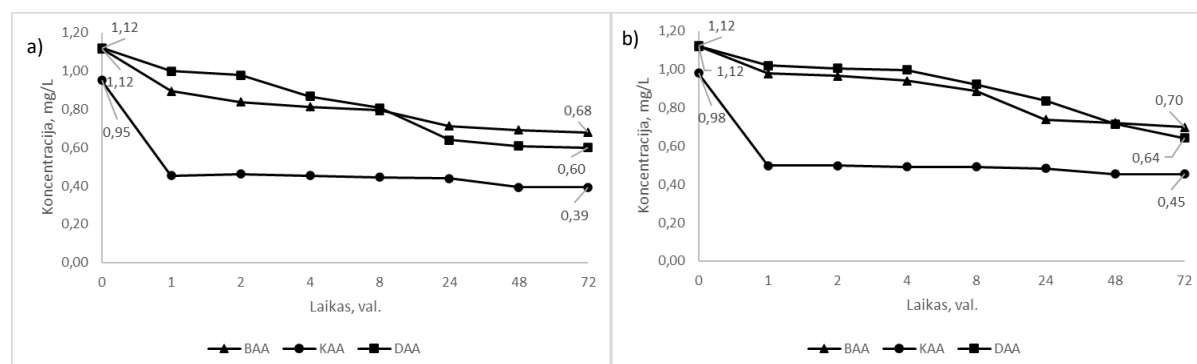 a)
Koncentracija, mg/L
1,20
1,00
0,80
0,60
0,40
0,20
0,00
1,12
1,12
0,95
0,68
0,60
0,39
0 1 2 4 8 24 48 72
Laikas, val.
BAA KAA DAA
b)
Koncentracija, mg/L
1,20
1,00
0,80
0,60
0,40
0,20
0,00
1,12
1,12
0,98
0,70
0,64
0,45
0 1 2 4 8 24 48 72
Laikas, val.
BAA KAA DAA